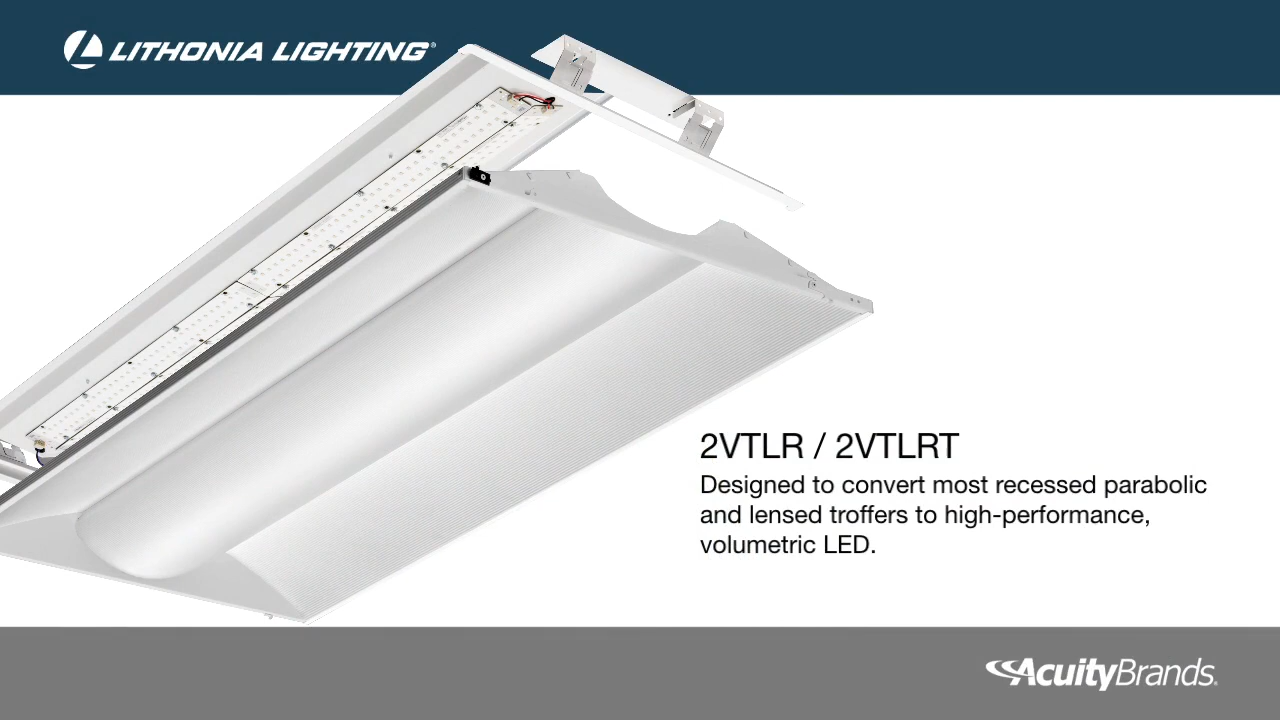 LITHONIA LIGHTING®
2VTLR / 2VTLRT
Designed to convert most recessed parabolic
and lensed troffers to high-performance,
volumetric LED.
AcuityBrands.